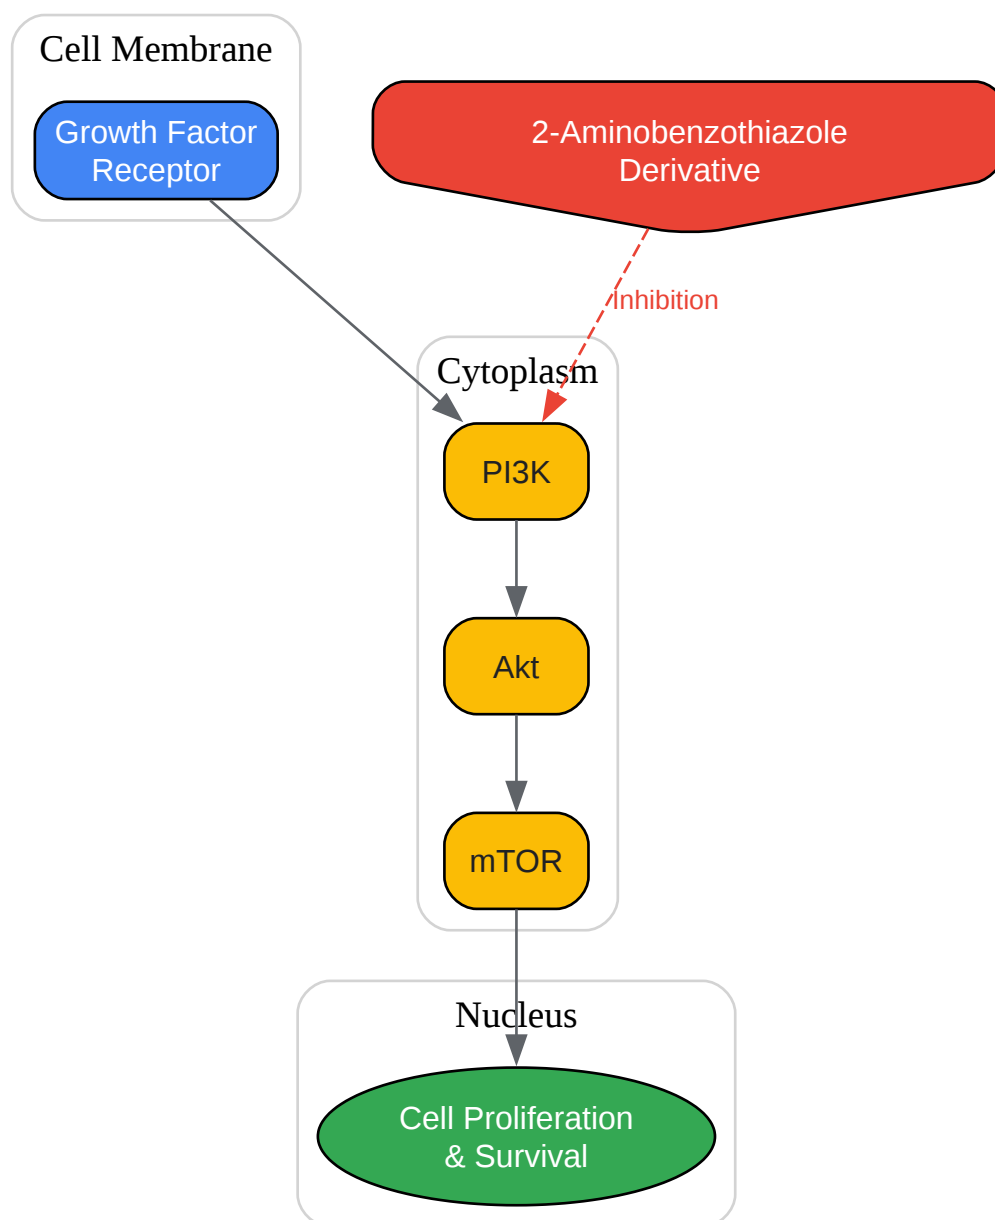 Cell Membrane
Growth Factor
Receptor
2-Aminobenzothiazole
Derivative
Inhibition
Cytoplasm
PI3K
Akt
mTOR
Nucleus
Cell Proliferation
& Survival